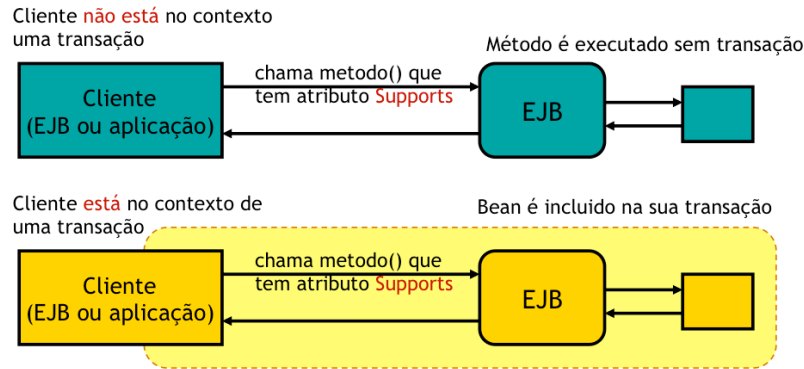 Cliente não está no contexto
uma transação
Método é executado sem transação
chama metodo() que
tem atributo Supports
Cliente
(EJB ou aplicação)
EJB
Cliente está no contexto de
uma transação
Bean é incluido na sua transação
chama metodo() que
tem atributo Supports
Cliente
(EJB ou aplicação)
EJB